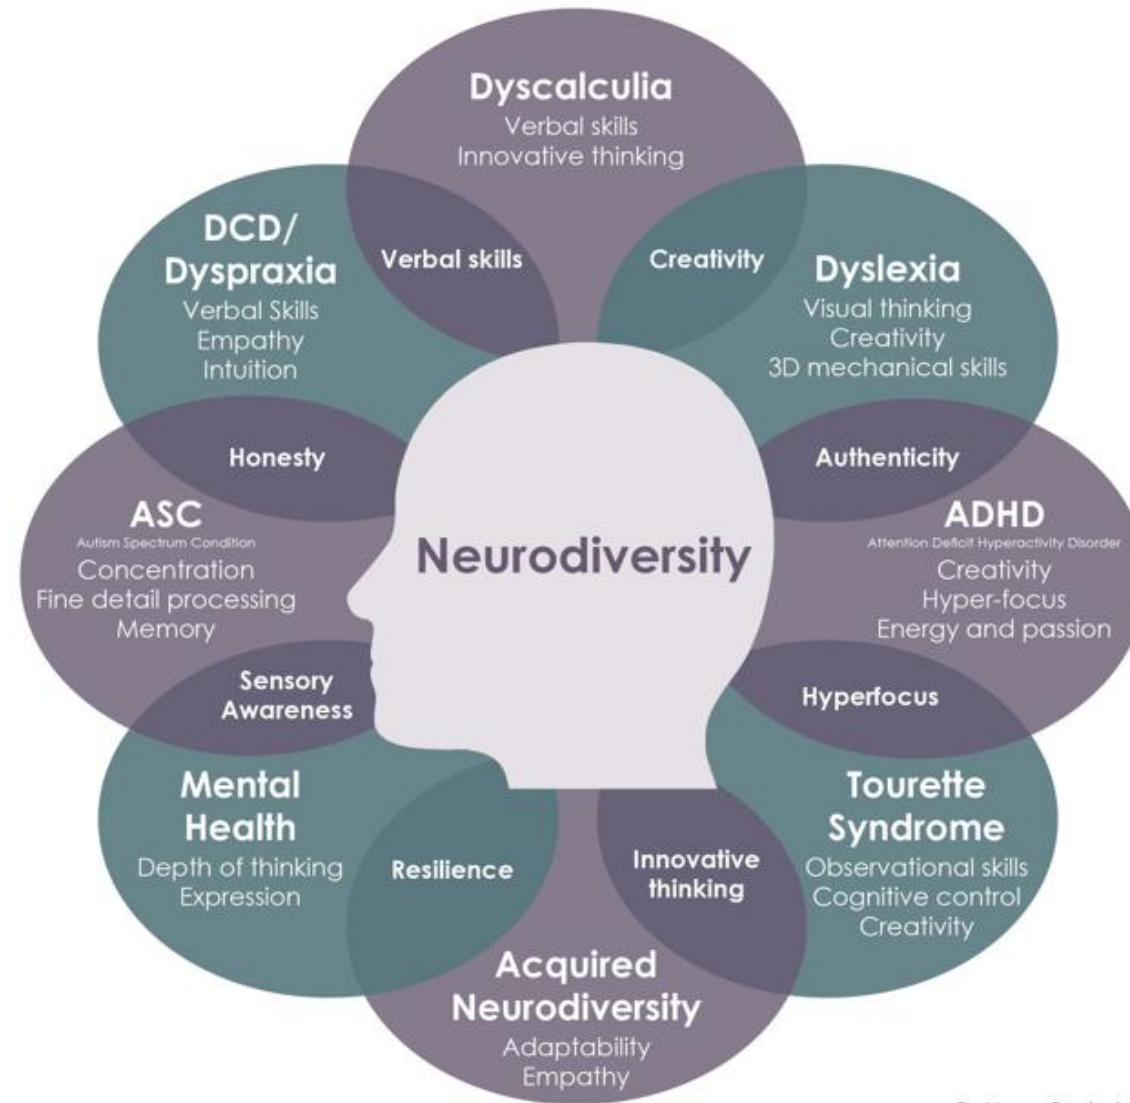 Dyscalculia
Verbal skills
Innovative thinking
Creativity
Dyslexia
Visual thinking
Creativity
3D mechanical skills
Authenticity
ADHD
Attention Deficit Hyperactivity Disorder
Creativity
Hyper-focus
Energy and passion
Hyperfocus
Tourette
Syndrome
Observational skills
Cognitive control
Creativity
Innovative
thinking
Acquired
Neurodiversity
Adaptability
Empathy
Resilience
Mental
Health
Depth of thinking
Expression
Sensory
Awareness
ASC
Autism Spectrum Condition
Concentration
Fine detail processing
Memory
Honesty
DCD/
Dyspraxia
Verbal Skills
Empathy
Intuition
Verbal skills
Neurodiversity